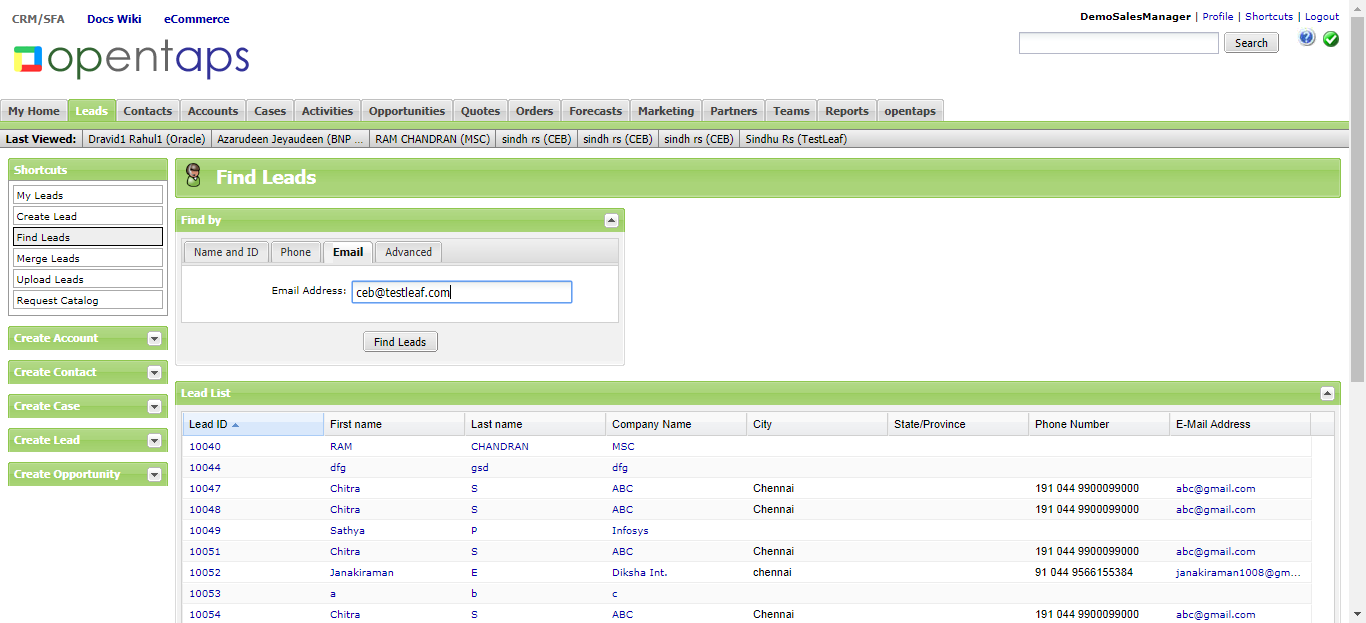 CRM/SFA Docs Wiki eCommerce
DemoSalesManager | Profile | Shortcuts | Logout
opentaps
Search
My Home Leads Contacts Accounts Cases Activities Opportunities Quotes Orders Forecasts Marketing Partners Teams Reports opentaps
Last Viewed: Dravid1 Rahul1 (Oracle) Azarudeen Jeyaudeen (BNP ... RAM CHANDRAN (MSC) sindh rs (CEB) sindh rs (CEB) sindh rs (CEB) Sindhu Rs (TestLeaf)
Shortcuts
My Leads
Create Lead
Find Leads
Merge Leads
Upload Leads
Request Catalog
Create Account
Create Contact
Create Case
Create Lead
Create Opportunity
Find Leads
Find by
Name and ID Phone Email Advanced
Email Address: ceb@testleaf.com
Find Leads
Lead List
Lead ID First name Last name Company Name City State/Province Phone Number E-Mail Address
10040 RAM CHANDRAN MSC
10044 dfg gsd dfg
10047 Chitra S ABC Chennai 191 044 9900099000 abc@gmail.com
10048 Chitra S ABC Chennai 191 044 9900099000 abc@gmail.com
10049 Sathya P Infosys
10051 Chitra S ABC Chennai 191 044 9900099000 abc@gmail.com
10052 Janakiraman E Diksha Int. chennai 91 044 9566155384 janakiraman1008@gm...
10053 a b c
10054 Chitra S ABC Chennai 191 044 9900099000 abc@gmail.com